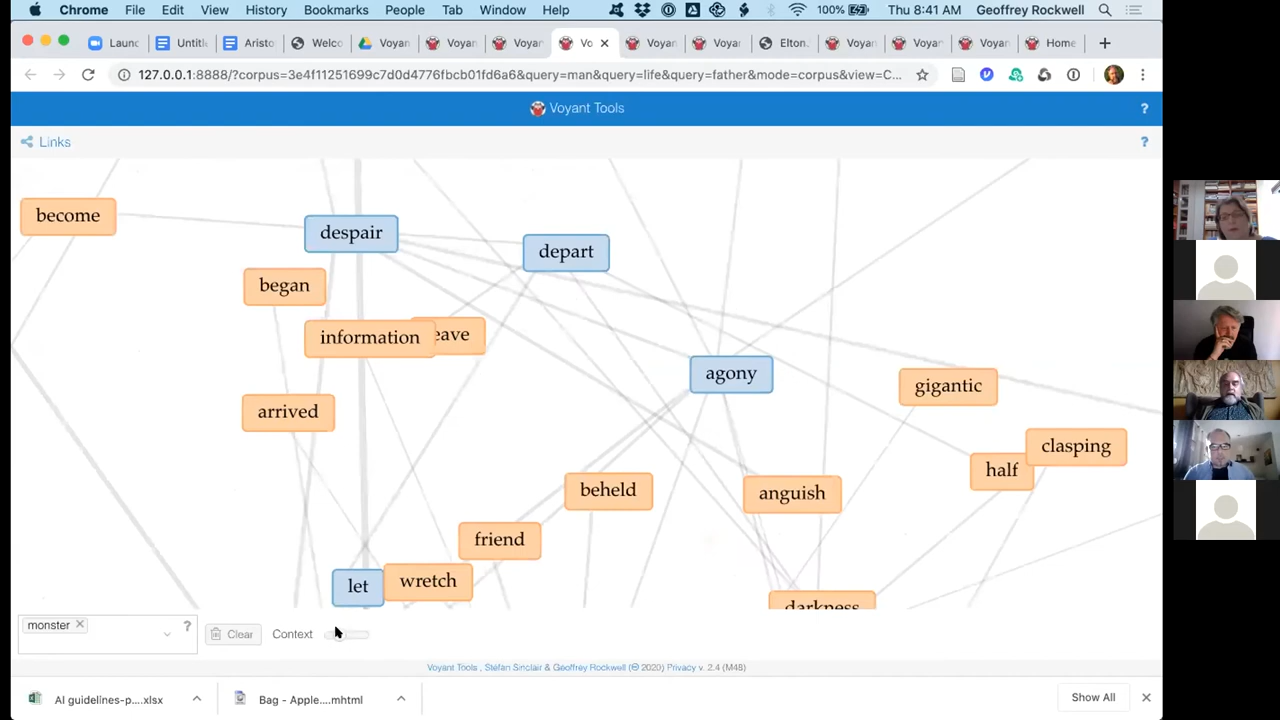 Chrome File Edit View History Bookmarks People Tab Window Help 100% Thu 8:41 AM Geoffrey Rockwell
Launc Untitl Aristo Welco Voyan Voyan Voyan Vo Voyan Voyan Elton. Voyan Voyan Voyan Home
127.0.0.1:8888/?corpus=3e4f11251699c7d0d4776fbcb01fd6a6&query=man&query=life&query=father&mode=corpus&view=C...
Voyant Tools ?
Links ?
become
despair
depart
began
information eave
agony
gigantic
arrived
clasping
half
beheld
anguish
friend
let wretch
darkness
monster ? Clear Context
Voyant Tools , Stéfan Sinclair & Geoffrey Rockwell (© 2020) Privacy v. 2.4 (M48)
AI guidelines-p....xlsx Bag - Apple....mhtml Show All